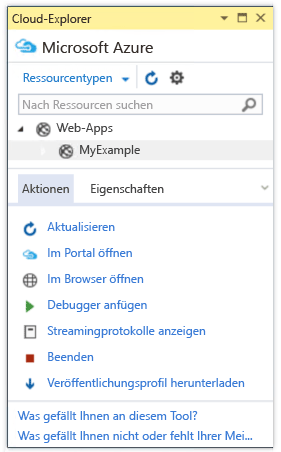 Cloud-Explorer
Microsoft Azure
Ressourcentypen
Nach Ressourcen suchen
Web-Apps
MyExample
Aktionen Eigenschaften
Aktualisieren
Im Portal öffnen
Im Browser öffnen
Debugger anfügen
Streamingprotokolle anzeigen
Beenden
Veröffentlichungsprofil herunterladen
Was gefällt Ihnen an diesem Tool?
Was gefällt Ihnen nicht oder fehlt Ihrer Mei...